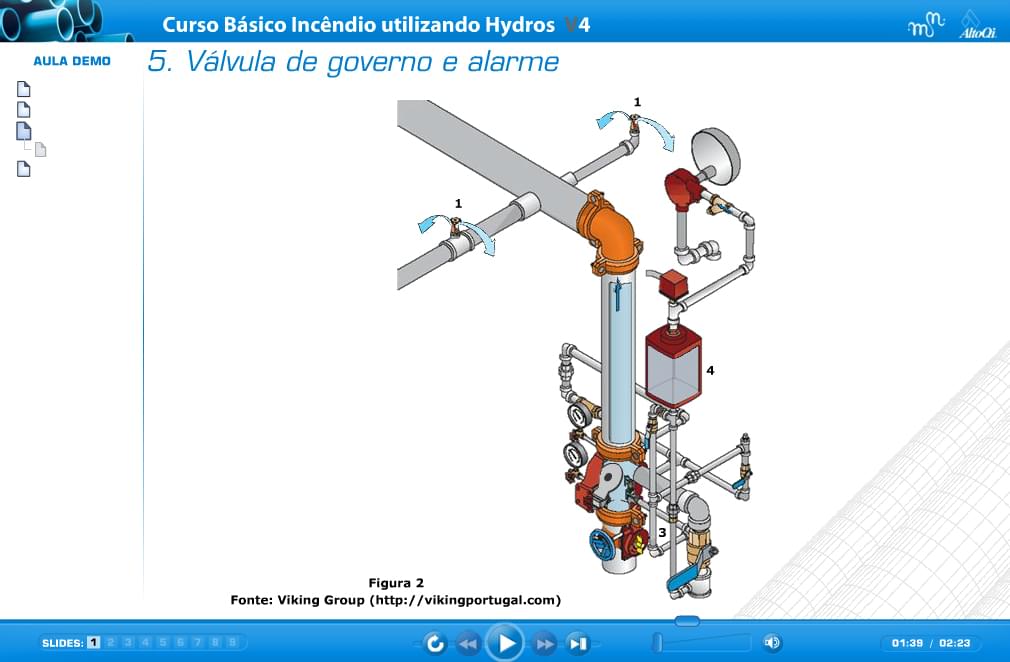 Curso Básico Incêndio utilizando Hydros V4
AltoQi
AULA DEMO
5. Válvula de governo e alarme
1
1
4
3
Figura 2
Fonte: Viking Group (http://vikingportugal.com)
SLIDES: 1 2 3 4 5 6 7 8 9
01:39 / 02:23